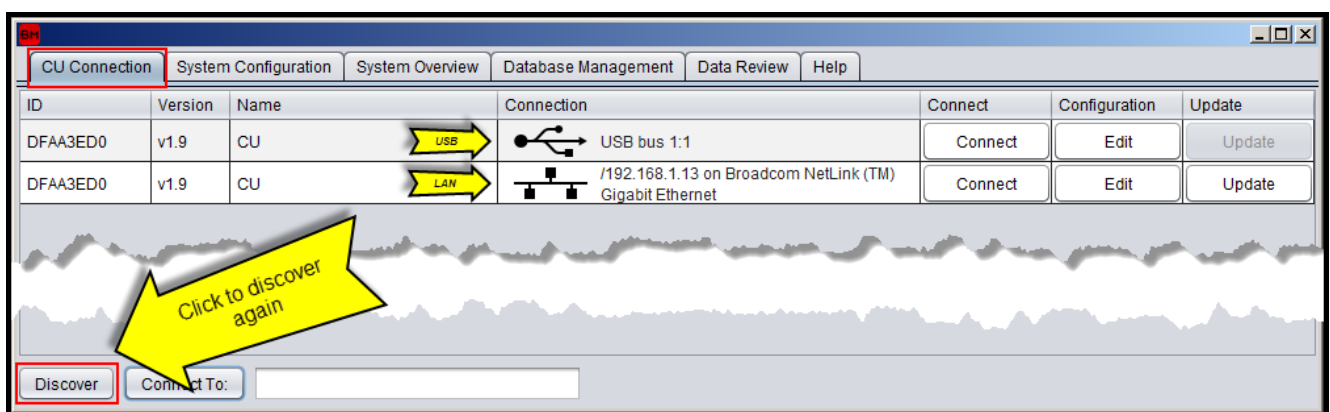 BM
CU Connection System Configuration System Overview Database Management Data Review Help
ID Version Name Connection Connect Configuration Update
DFAA3ED0 v1.9 CU USB USB bus 1:1 Connect Edit Update
DFAA3ED0 v1.9 CU LAN /192.168.1.13 on Broadcom NetLink (TM)
Gigabit Ethernet Connect Edit Update
Click to discover
again
Discover Connect To: